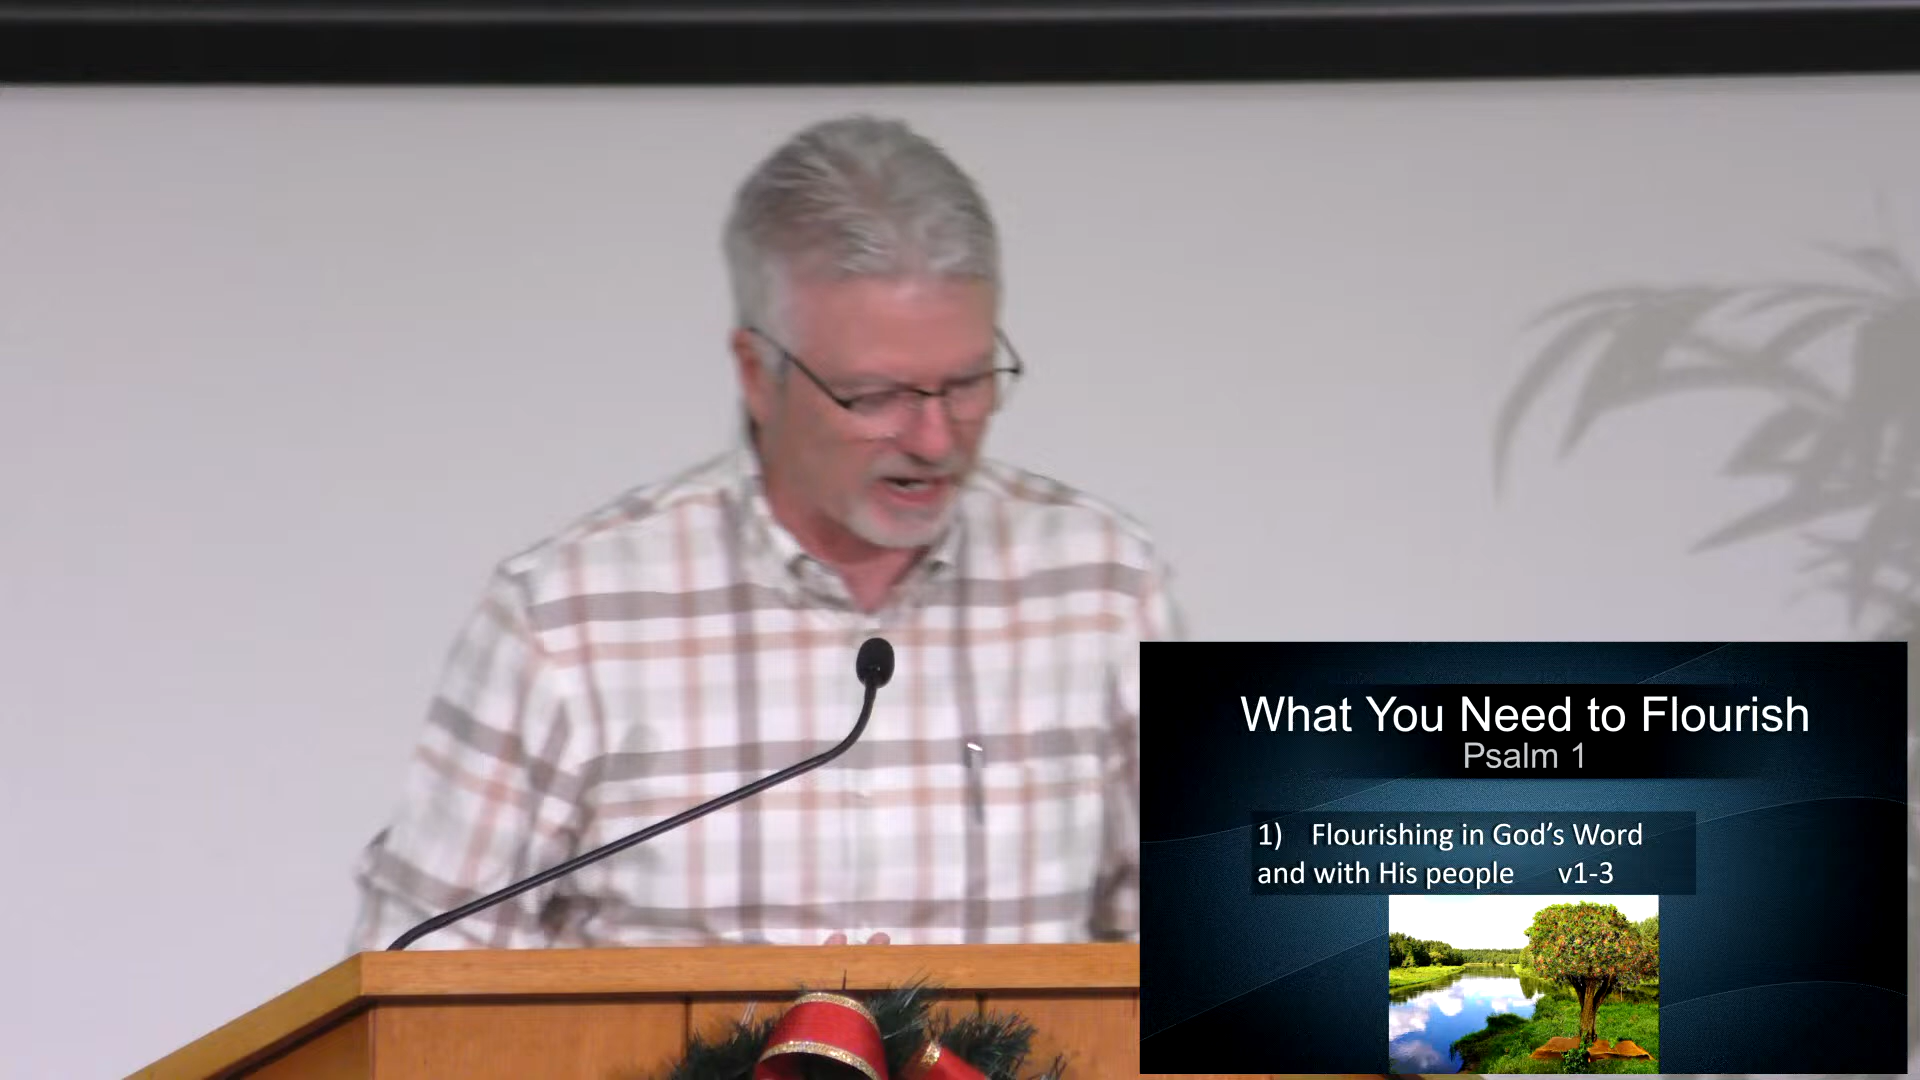 What You Need to Flourish
Psalm 1
1) Flourishing in God’s Word
and with His people v1-3